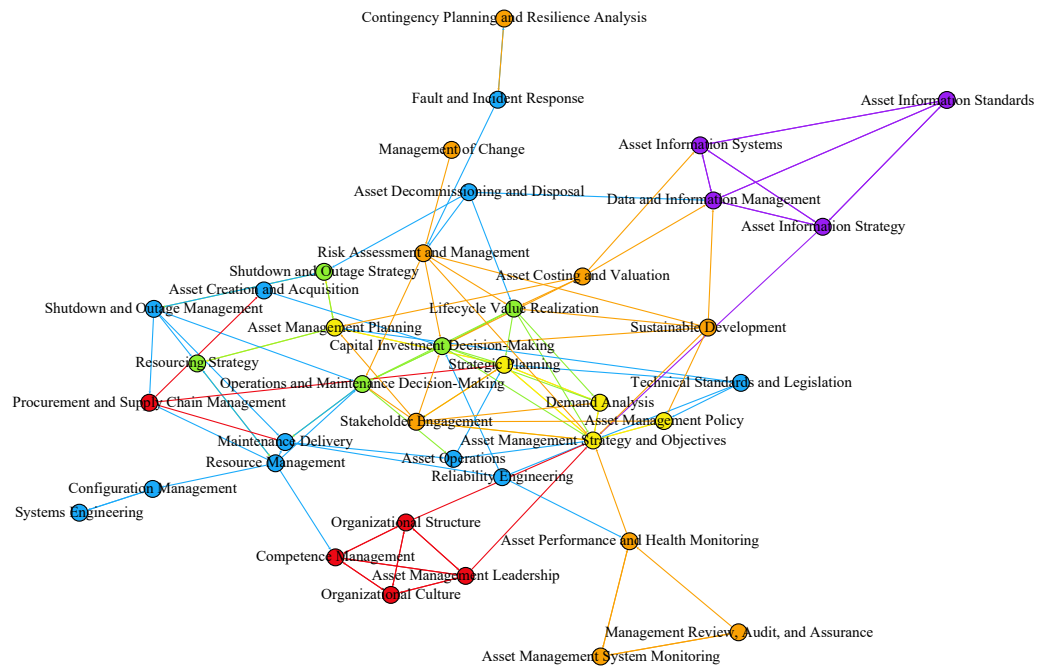 Contingency Planning and Resilience Analysis
Fault and Incident Response
Asset Information Standards
Asset Information Systems
Management of Change
Asset Decommissioning and Disposal
Data and Information Management
Asset Information Strategy
Risk Assessment and Management
Shutdown and Outage Strategy
Asset Costing and Valuation
Asset Creation and Acquisition
Shutdown and Outage Management
Lifecycle Value Realization
Asset Management Planning
Sustainable Development
Capital Investment Decision-Making
Resourcing Strategy
Strategic Planning
Operations and Maintenance Decision-Making
Technical Standards and Legislation
Procurement and Supply Chain Management
Demand Analysis
Stakeholder Engagement
Asset Management Policy
Maintenance Delivery
Asset Management Strategy and Objectives
Asset Operations
Resource Management
Reliability Engineering
Configuration Management
Systems Engineering
Organizational Structure
Asset Performance and Health Monitoring
Competence Management
Asset Management Leadership
Organizational Culture
Management Review, Audit, and Assurance
Asset Management System Monitoring